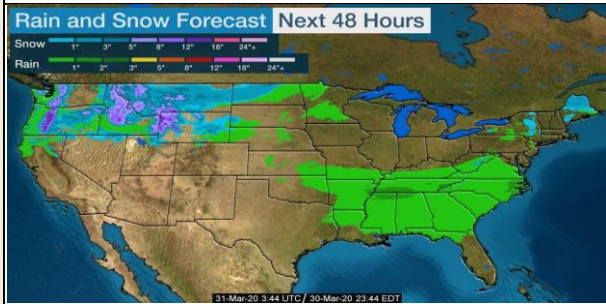 Rain and Snow Forecast Next 48 Hours
Snow
1" 3" 5" 8" 12" 18" 24"+
Rain
1" 2" 3" 5" 8" 12" 18" 24"+
31-Mar-20 3:44 UTC / 30-Mar-20 23:44 EDT